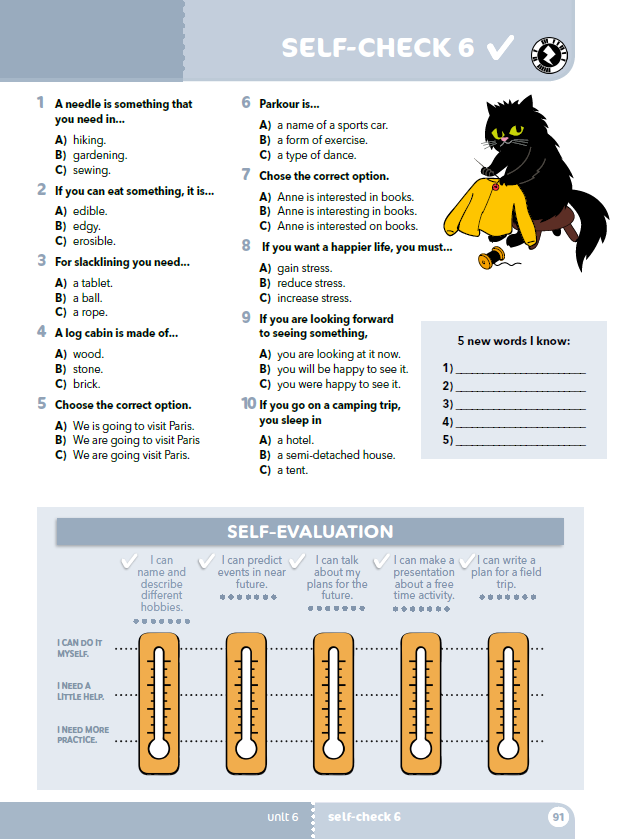 SELF-CHECK 6
1 A needle is something that
you need in...
A) hiking.
B) gardening.
C) sewing.
2 If you can eat something, it is...
A) edible.
B) edgy.
C) erosible.
3 For slacklining you need...
A) a tablet.
B) a ball.
C) a rope.
4 A log cabin is made of...
A) wood.
B) stone.
C) brick.
5 Choose the correct option.
A) We is going to visit Paris.
B) We are going to visit Paris
C) We are going visit Paris.
6 Parkour is...
A) a name of a sports car.
B) a form of exercise.
C) a type of dance.
7 Chose the correct option.
A) Anne is interested in books.
B) Anne is interesting in books.
C) Anne is interested on books.
8 If you want a happier life, you must...
A) gain stress.
B) reduce stress.
C) increase stress.
9 If you are looking forward
to seeing something,
A) you are looking at it now.
B) you will be happy to see it.
C) you were happy to see it.
10 If you go on a camping trip,
you sleep in
A) a hotel.
B) a semi-detached house.
C) a tent.
5 new words I know:
1)
2)
3)
4)
5)
SELF-EVALUATION
I can
name and
describe
different
hobbies.
I can predict
events in near
future.
I can talk
about my
plans for the
future.
I can make a
presentation
about a free
time activity.
I can write a
plan for a field
trip.
I CAN DO IT
MYSELF.
I NEED A
LITTLE HELP.
I NEED MORE
PRACTICE.
unit 6
self-check 6
91